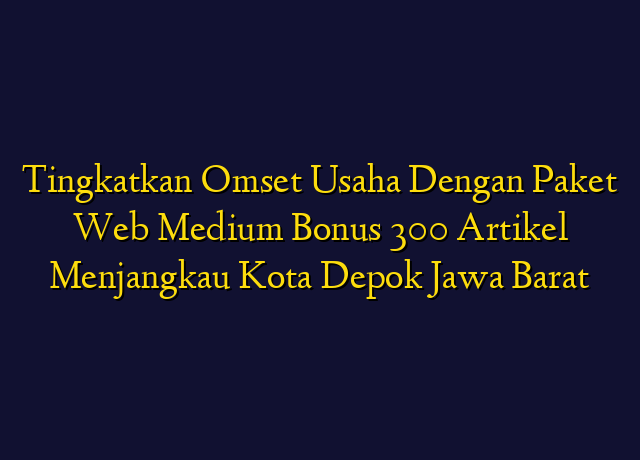 Tingkatkan Omset Usaha Dengan Paket
Web Medium Bonus 300 Artikel
Menjangkau Kota Depok Jawa Barat